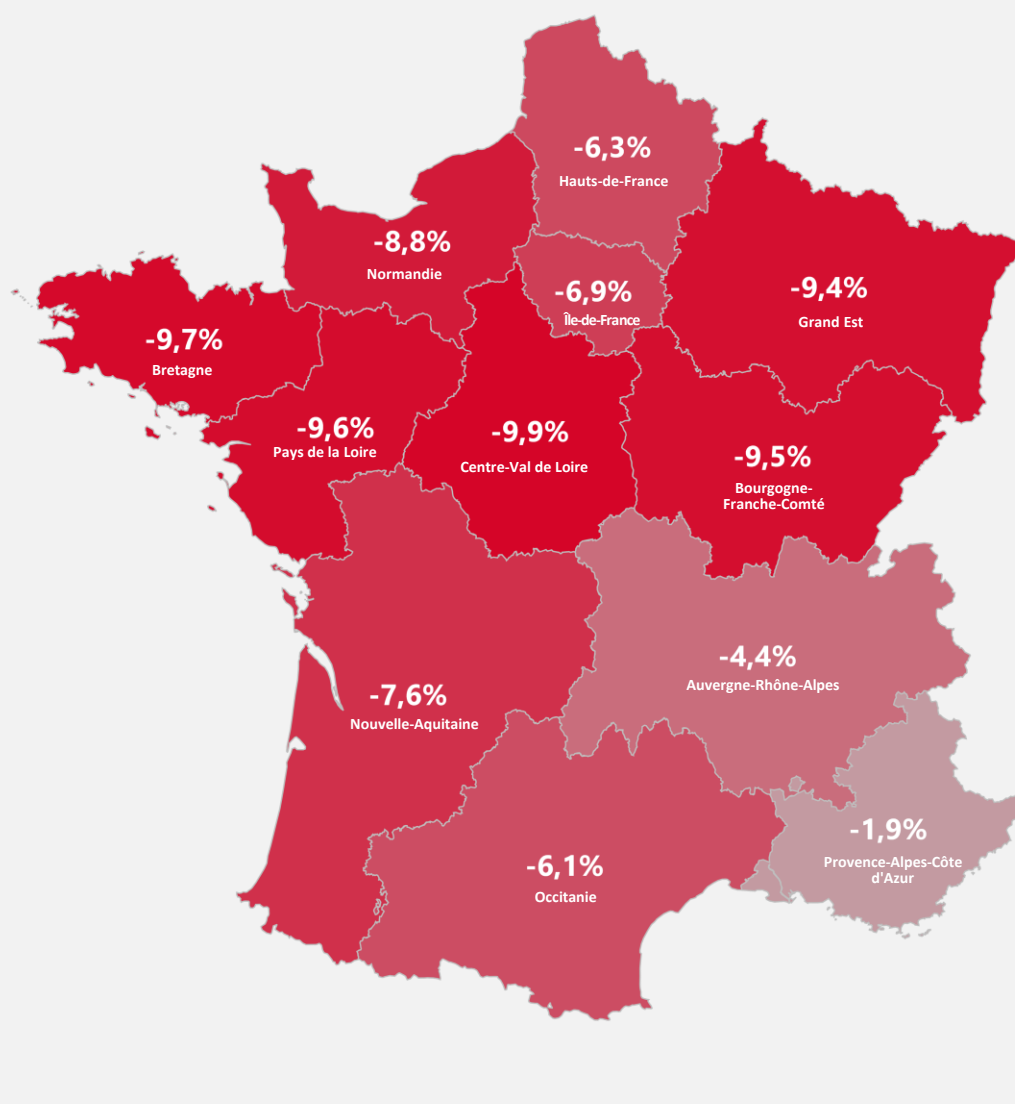 -6,3%
Hauts-de-France
-8,8%
Normandie
-6,9%
Île-de-France
-9,4%
Grand Est
-9,7%
Bretagne
-9,6%
Pays de la Loire
-9,9%
Centre-Val de Loire
-9,5%
Bourgogne-
Franche-Comté
-4,4%
Auvergne-Rhône-Alpes
-7,6%
Nouvelle-Aquitaine
-1,9%
Provence-Alpes-Côte
d'Azur
-6,1%
Occitanie